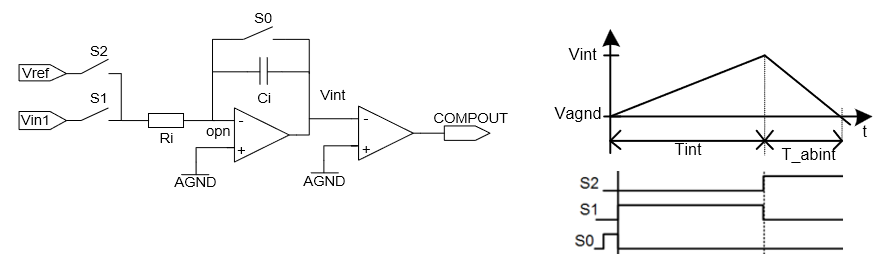 S0
S2
Vref
S1
Vin1
Ri
Ci
opn
Vint
-
+
AGND
-
+
AGND
COMPOUT
Vint
Vagnd
t
Tint
T_abint
S2
S1
S0